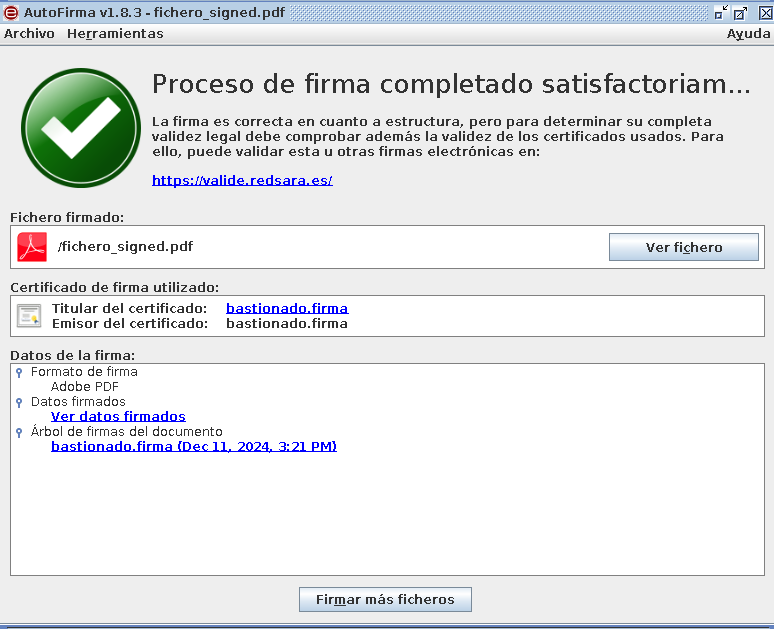 AutoFirma v1.8.3 - fichero_signed.pdf
Archivo Herramientas Ayuda
Proceso de firma completado satisfactoriam...
La firma es correcta en cuanto a estructura, pero para determinar su completa
validez legal debe comprobar además la validez de los certificados usados. Para
ello, puede validar esta u otras firmas electrónicas en:
https://valide.redsara.es/
Fichero firmado:
/fichero_signed.pdf Ver fichero
Certificado de firma utilizado:
Titular del certificado: bastionado.firma
Emisor del certificado: bastionado.firma
Datos de la firma:
Formato de firma
Adobe PDF
Datos firmados
Ver datos firmados
Árbol de firmas del documento
bastionado.firma (Dec 11, 2024, 3:21 PM)
Firmar más ficheros